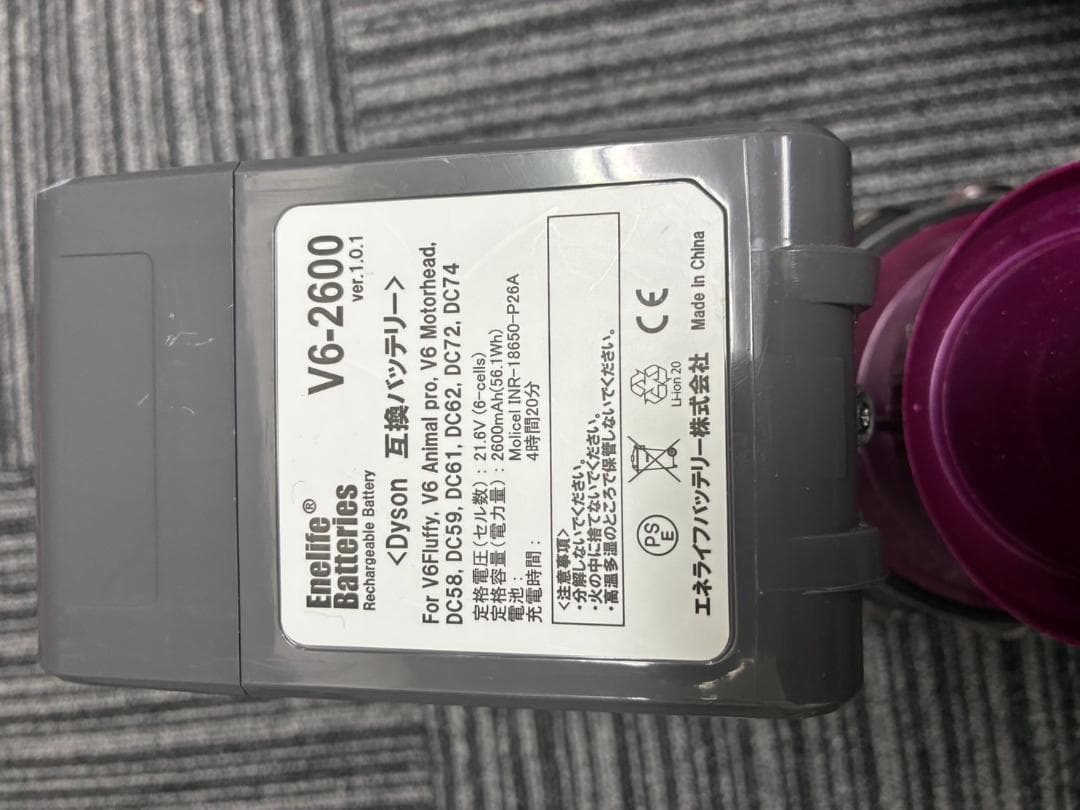 Enelife®
Batteries
Rechargeable Battery
V6-2600
ver.1.0.1
<Dyson 互換バッテリー>
For V6Fluffy, V6 Animal pro, V6 Motorhead,
DC58, DC59, DC61, DC62, DC72, DC74
定格電圧(セル数): 21.6V (6-cells)
定格容量(電力量): 2600mAh(56.1Wh)
電池: Molicel INR-18650-P26A
充電時間: 4時間20分
<注意事項>
・分解しないでください。
・火の中に捨てないでください。
・高温多湿のところで保管しないでください。
PSE
Li-ion 20
CE
エネライフバッテリー株式会社 Made in China